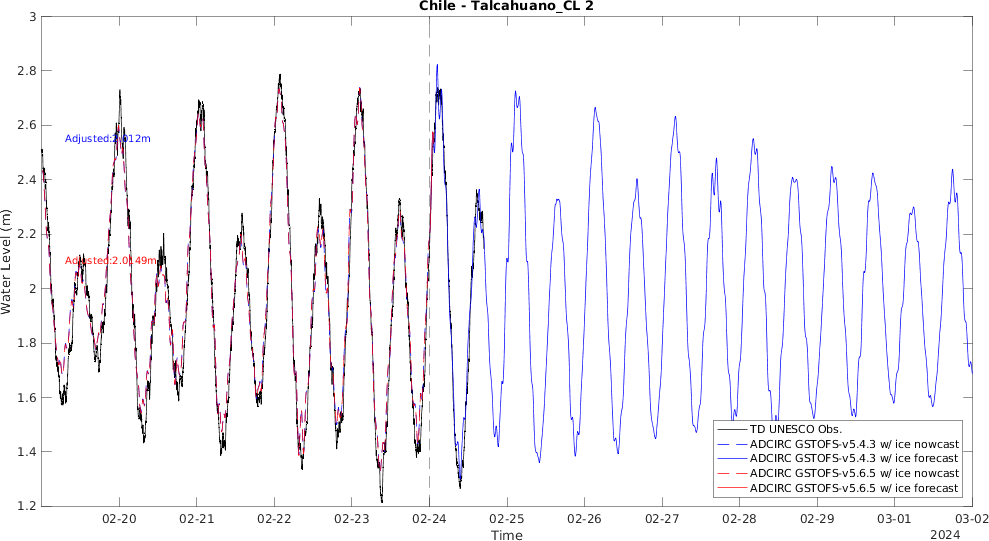 Chile - Talcahuano_CL 2
3
2.8
2.6
2.4
2.2
2
1.8
1.6
1.4
1.2
Water Level (m)
Adjusted:2.012m
Adjusted:2.0149m
02-20
02-21
02-22
02-23
02-24
02-25
02-26
02-27
02-28
02-29
03-01
03-02
Time
2024
TD UNESCO Obs.
ADCIRC GSTOFS-v5.4.3 w/ ice nowcast
ADCIRC GSTOFS-v5.4.3 w/ ice forecast
ADCIRC GSTOFS-v5.6.5 w/ ice nowcast
ADCIRC GSTOFS-v5.6.5 w/ ice forecast